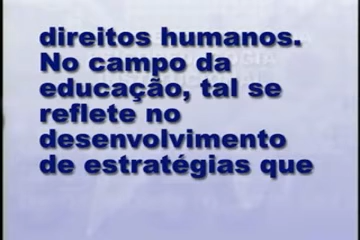 direitos humanos.
No campo da
educação, tal se
reflete no
desenvolvimento
de estratégias que